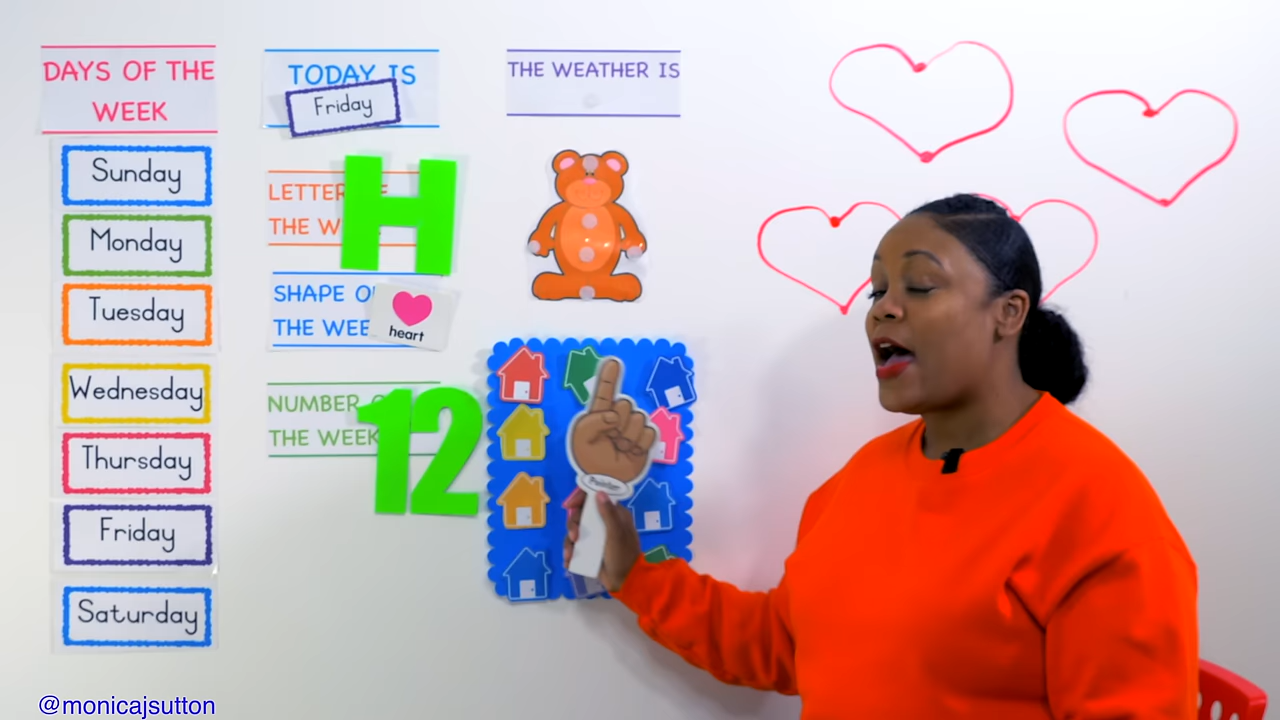 DAYS OF THE
WEEK
Sunday
Monday
Tuesday
Wednesday
Thursday
Friday
Saturday
TODAY IS
Friday
LETTER
THE W
H
SHAPE O
THE WEE
heart
NUMBER O
THE WEEK
12
THE WEATHER IS
Pointer
@monicajsutton